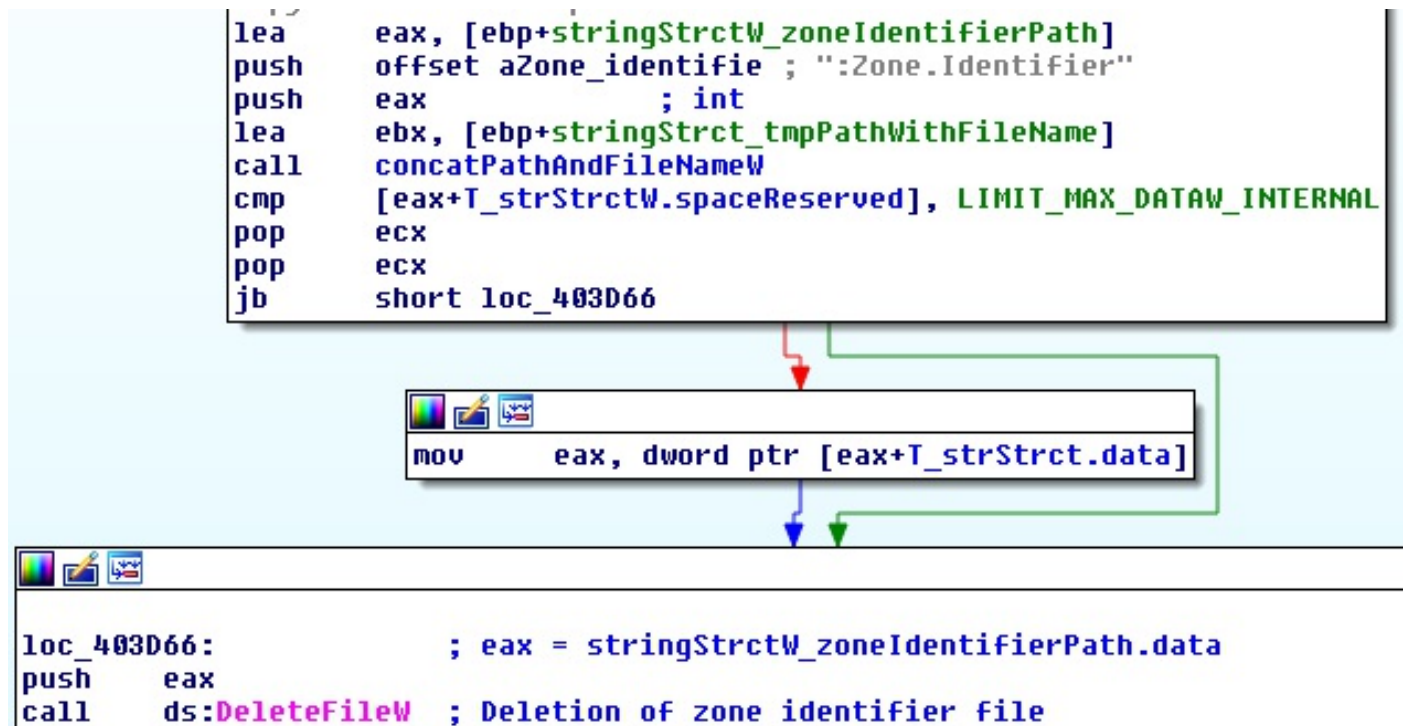 lea eax, [ebp+stringStrctW_zoneIdentifierPath]
push offset aZone_identifie ; ":Zone.Identifier"
push eax ; int
lea ebx, [ebp+stringStrct_tmpPathWithFileName]
call concatPathAndFileNameW
cmp [eax+T_strStrctW.spaceReserved], LIMIT_MAX_DATAW_INTERNAL
pop ecx
pop ecx
jb short loc_403D66
mov eax, dword ptr [eax+T_strStrct.data]
loc_403D66: ; eax = stringStrctW_zoneIdentifierPath.data
push eax
call ds:DeleteFileW ; Deletion of zone identifier file